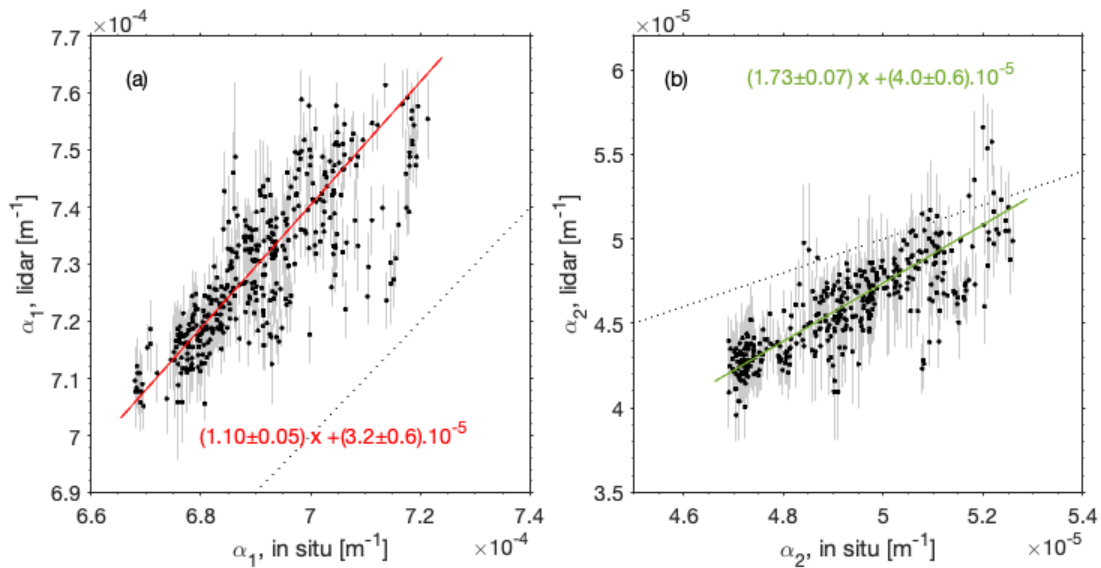 ×10⁻⁴
7.7
7.6
7.5
7.4
7.3
7.2
7.1
7
6.9
α₁, lidar [m⁻¹]
(a)
(1.10±0.05) x +(3.2±0.6).10⁻⁵
6.6 6.8 7 7.2 7.4
α₁, in situ [m⁻¹]
×10⁻⁴
×10⁻⁵
6
5.5
5
4.5
4
3.5
α₂, lidar [m⁻¹]
(b)
(1.73±0.07) x +(4.0±0.6).10⁻⁵
4.6 4.8 5 5.2 5.4
α₂, in situ [m⁻¹]
×10⁻⁵